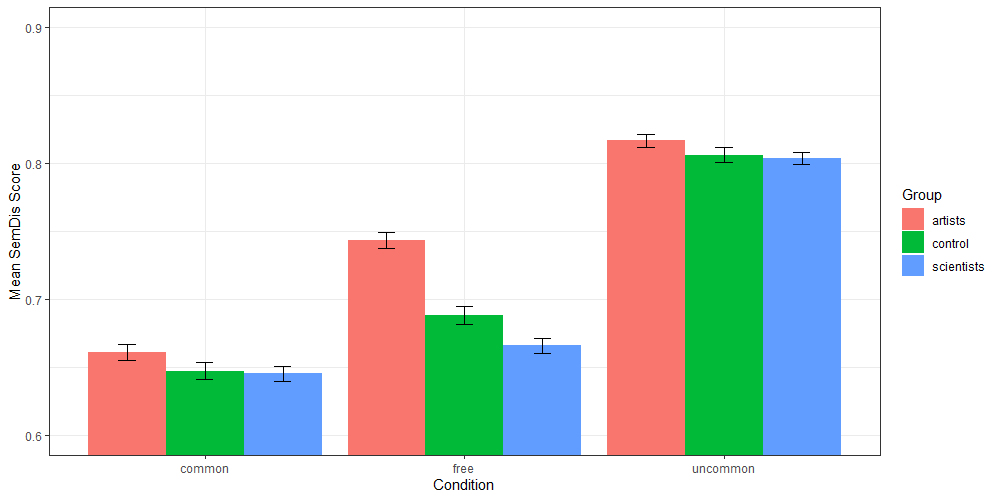 0.9
0.8
0.7
0.6
Mean SemDis Score
common
free
uncommon
Condition
Group
artists
control
scientists